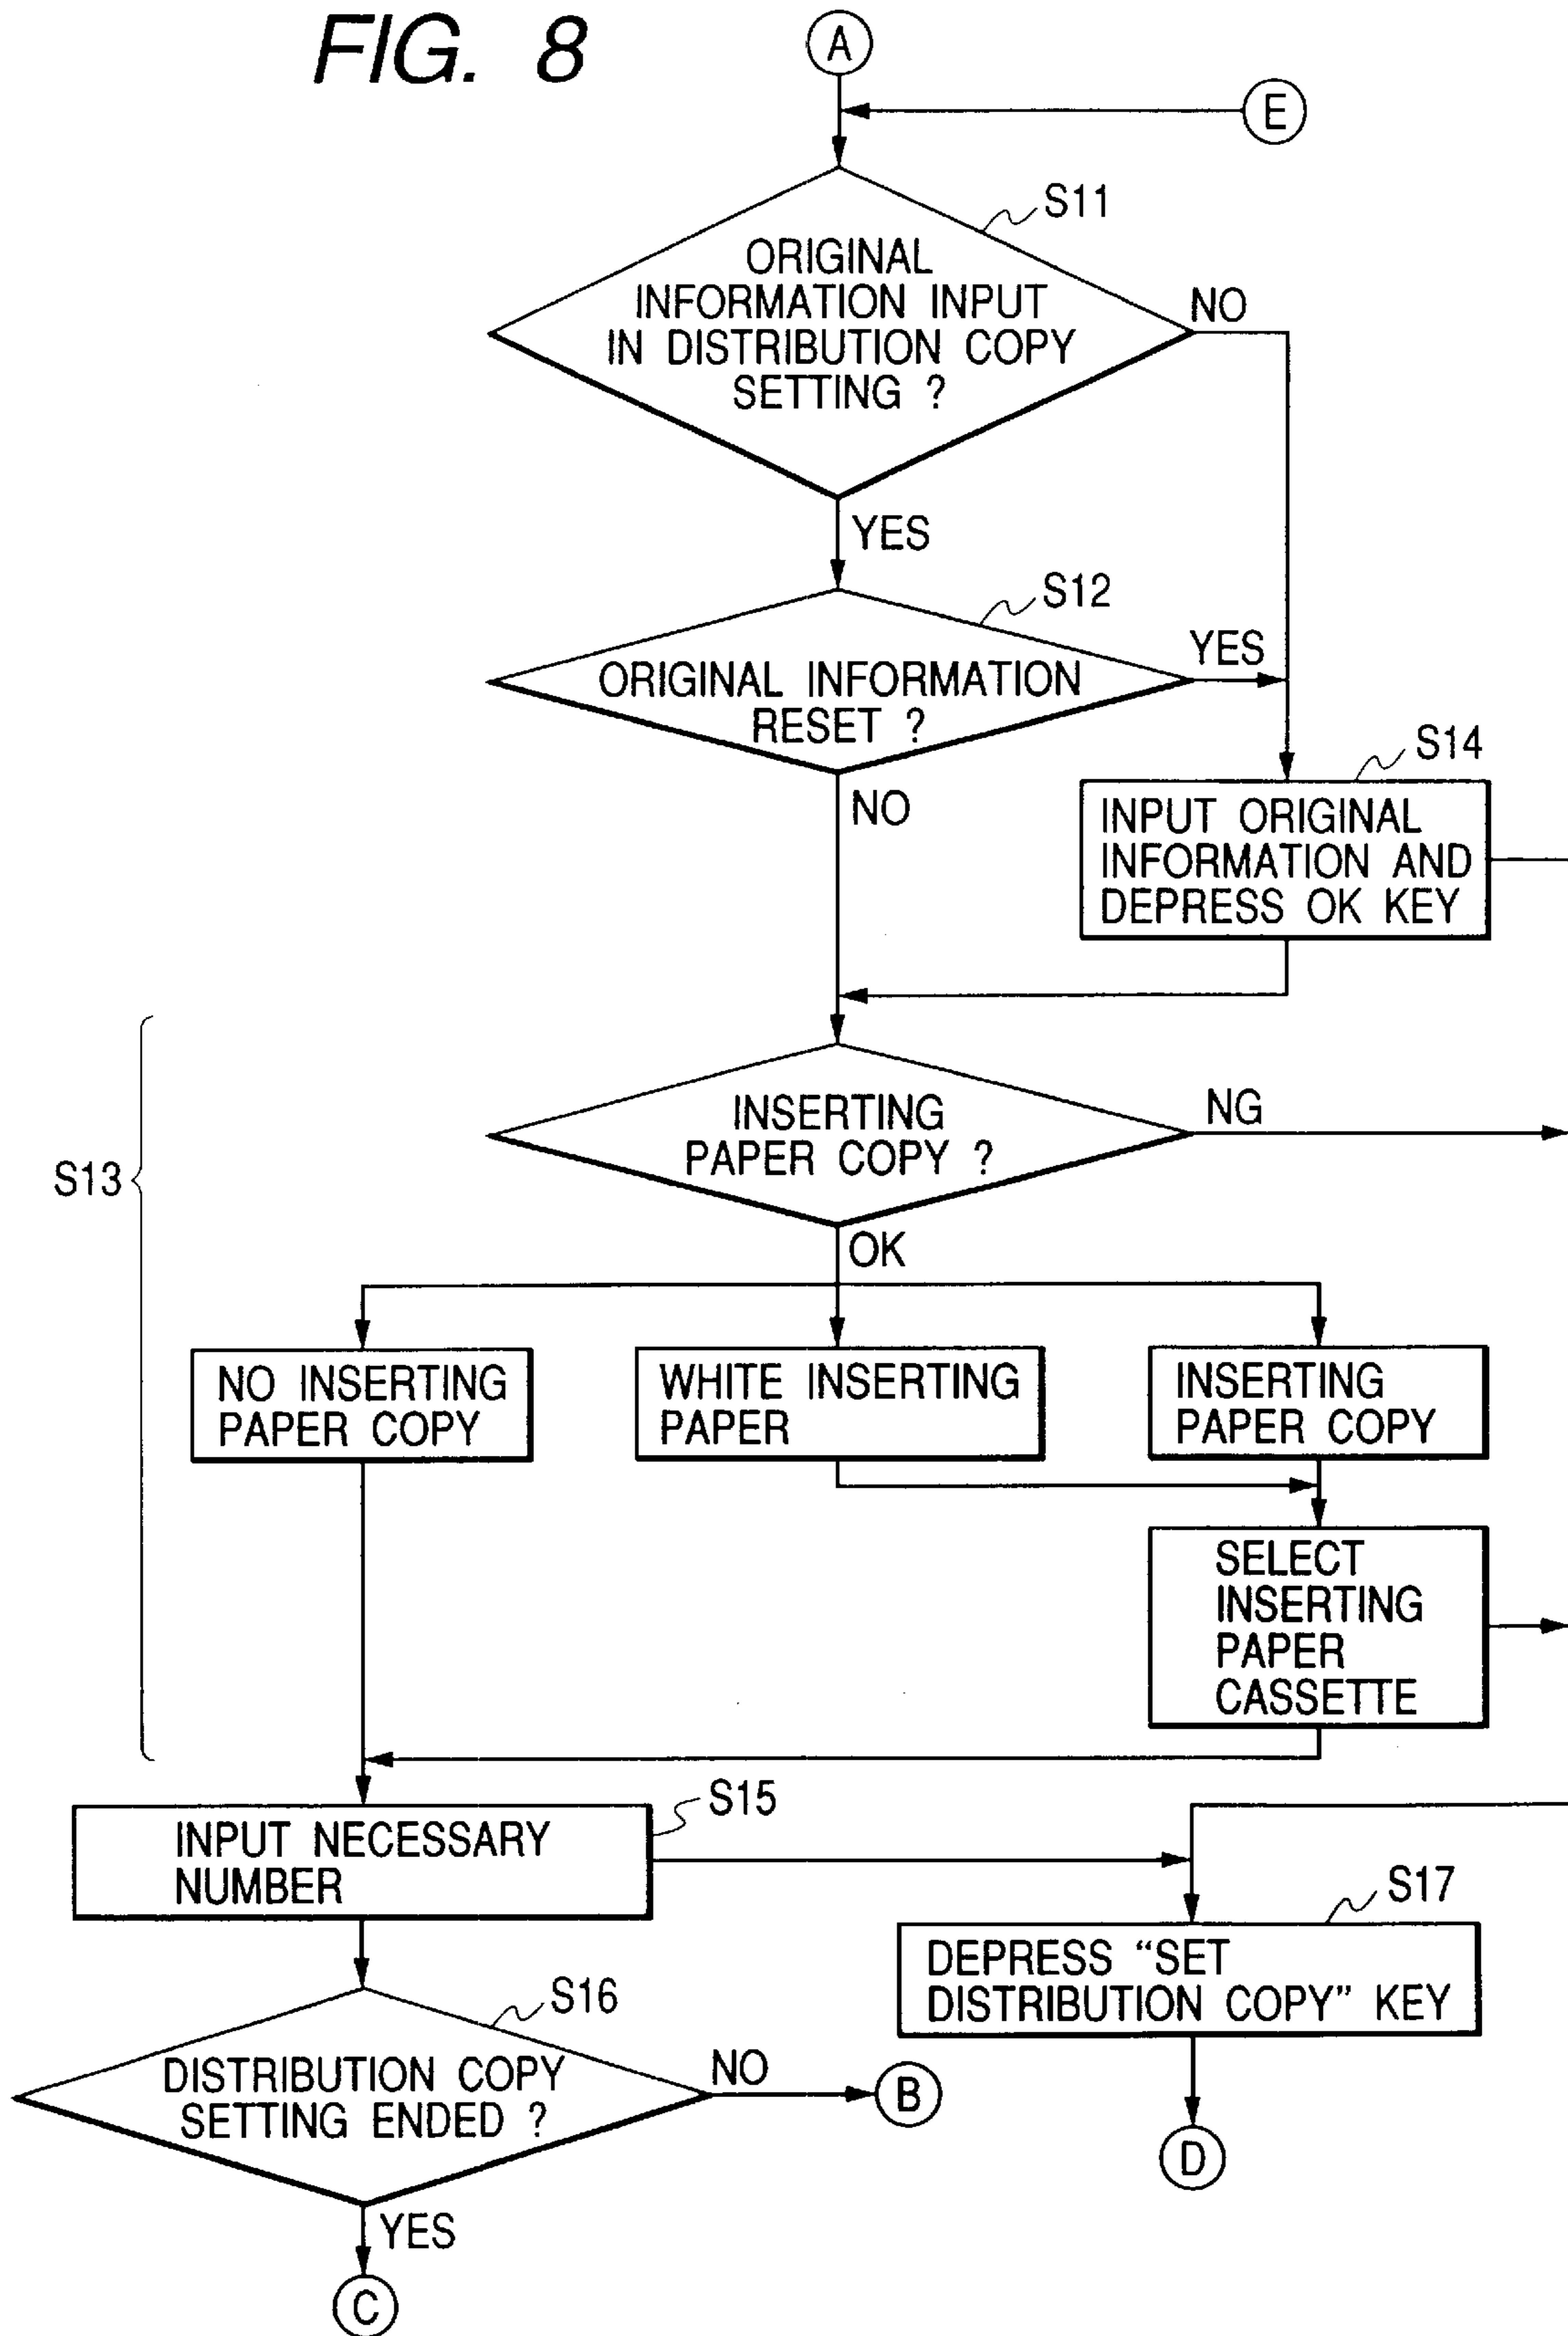 FIG. 8
A
E
S11
ORIGINAL
INFORMATION INPUT
IN DISTRIBUTION COPY
SETTING ?
NO
YES
S12
ORIGINAL INFORMATION
RESET ?
YES
NO
S14
INPUT ORIGINAL
INFORMATION AND
DEPRESS OK KEY
S13
INSERTING
PAPER COPY ?
NG
OK
NO INSERTING
PAPER COPY
WHITE INSERTING
PAPER
INSERTING
PAPER COPY
SELECT
INSERTING
PAPER
CASSETTE
S15
INPUT NECESSARY
NUMBER
S17
DEPRESS “SET
DISTRIBUTION COPY” KEY
S16
DISTRIBUTION COPY
SETTING ENDED ?
NO
B
D
YES
C